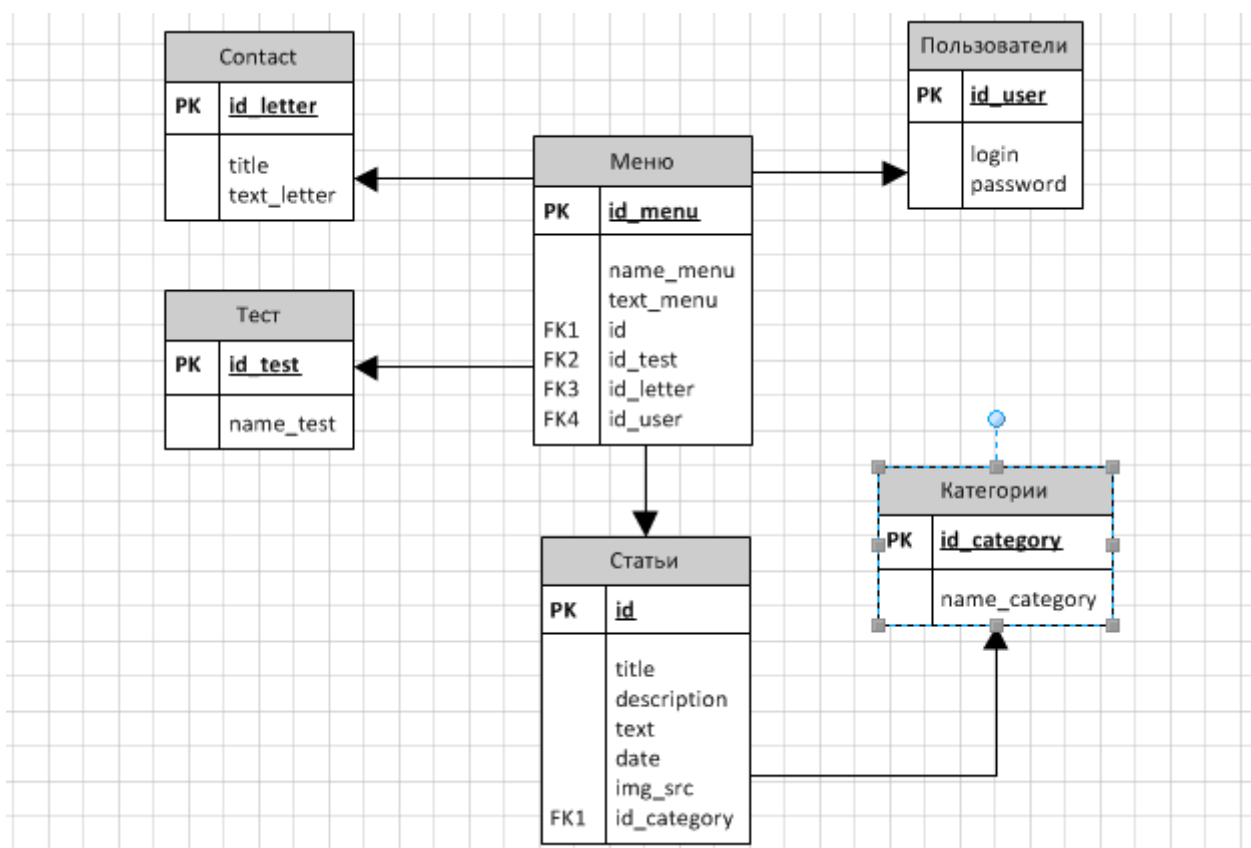 Contact
PK id_letter
title
text_letter
Пользователи
PK id_user
login
password
Меню
PK id_menu
name_menu
text_menu
FK1 id
FK2 id_test
FK3 id_letter
FK4 id_user
Тест
PK id_test
name_test
Категории
PK id_category
name_category
Статьи
PK id
title
description
text
date
img_src
FK1 id_category